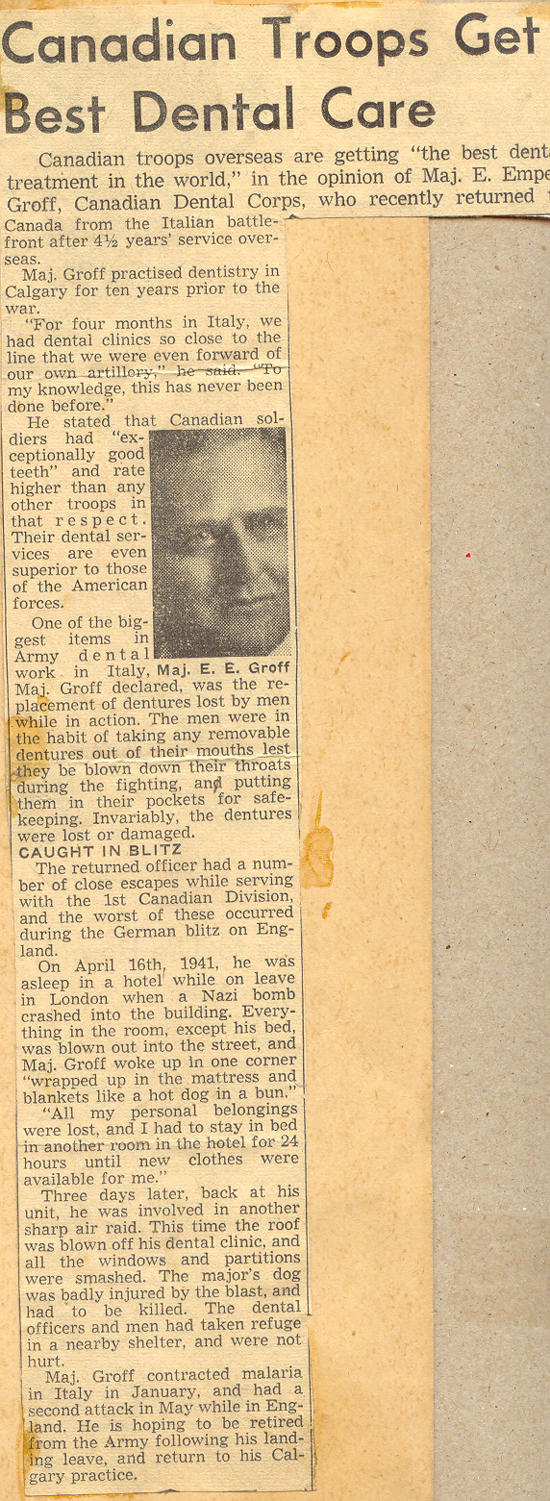 Canadian Troops Get
Best Dental Care
Canadian troops overseas are getting "the best
treatment in the world," in the opinion of Maj. E.
Groff, Canadian Dental Corps, who recently returned
Canada from the Italian battle-
front after 4½ years' service over-
seas.
Maj. Groff practised dentistry in
Calgary for ten years prior to the
war.
"For four months in Italy, we
had dental clinics so close to the
line that we were even forward of
our own artillery," he said. "To
my knowledge, this has never been
done before."
He stated that Canadian sol-
diers had "ex-
ceptionally good
teeth" and rate
higher than any
other troops in
that respect.
Their dental ser-
vices are even
superior to those
of the American
forces.
One of the big-
gest items in
Army dental
work in Italy,
Maj. E. E. Groff
Maj. Groff declared, was the re-
placement of dentures lost by men
while in action. The men were in
the habit of taking any removable
dentures out of their mouths lest
they be blown down their throats
during the fighting, and putting
them in their pockets for safe-
keeping. Invariably, the dentures
were lost or damaged.
CAUGHT IN BLITZ
The returned officer had a num-
ber of close escapes while serving
with the 1st Canadian Division,
and the worst of these occurred
during the German blitz on Eng-
land.
On April 16th, 1941, he was
asleep in a hotel while on leave
in London when a Nazi bomb
crashed into the building. Every-
thing in the room, except his bed,
was blown out into the street, and
Maj. Groff woke up in one corner
"wrapped up in the mattress and
blankets like a hot dog in a bun."
"All my personal belongings
were lost, and I had to stay in bed
in another room in the hotel for 24
hours until new clothes were
available for me."
Three days later, back at his
unit, he was involved in another
sharp air raid. This time the roof
was blown off his dental clinic, and
all the windows and partitions
were smashed. The major's dog
was badly injured by the blast, and
had to be killed. The dental
officers and men had taken refuge
in a nearby shelter, and were not
hurt.
Maj. Groff contracted malaria
in Italy in January, and had a
second attack in May while in Eng-
land. He is hoping to be retired
from the Army following his land-
ing leave, and return to his Cal-
gary practice.